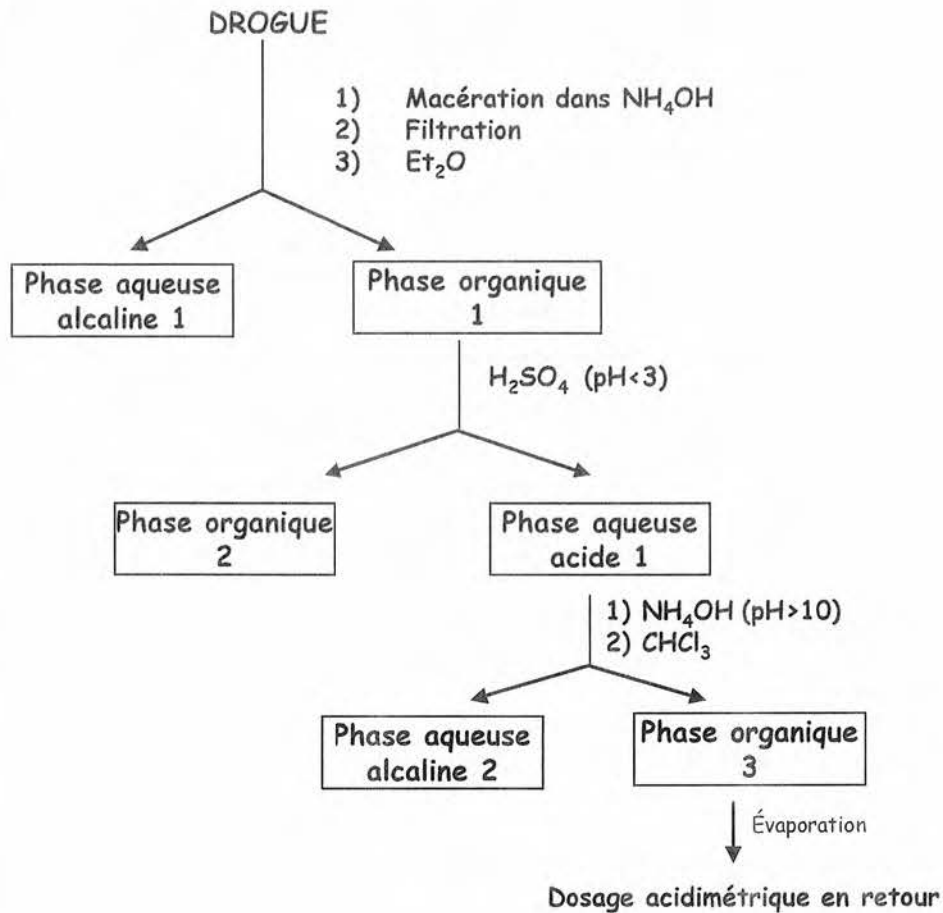 DROGUE
1) Macération dans NH₄OH
2) Filtration
3) Et₂O
Phase aqueuse
alcaline 1
Phase organique
1
H₂SO₄ (pH<3)
Phase organique
2
Phase aqueuse
acide 1
1) NH₄OH (pH>10)
2) CHCl₃
Phase aqueuse
alcaline 2
Phase organique
3
Évaporation
Dosage acidimétrique en retour